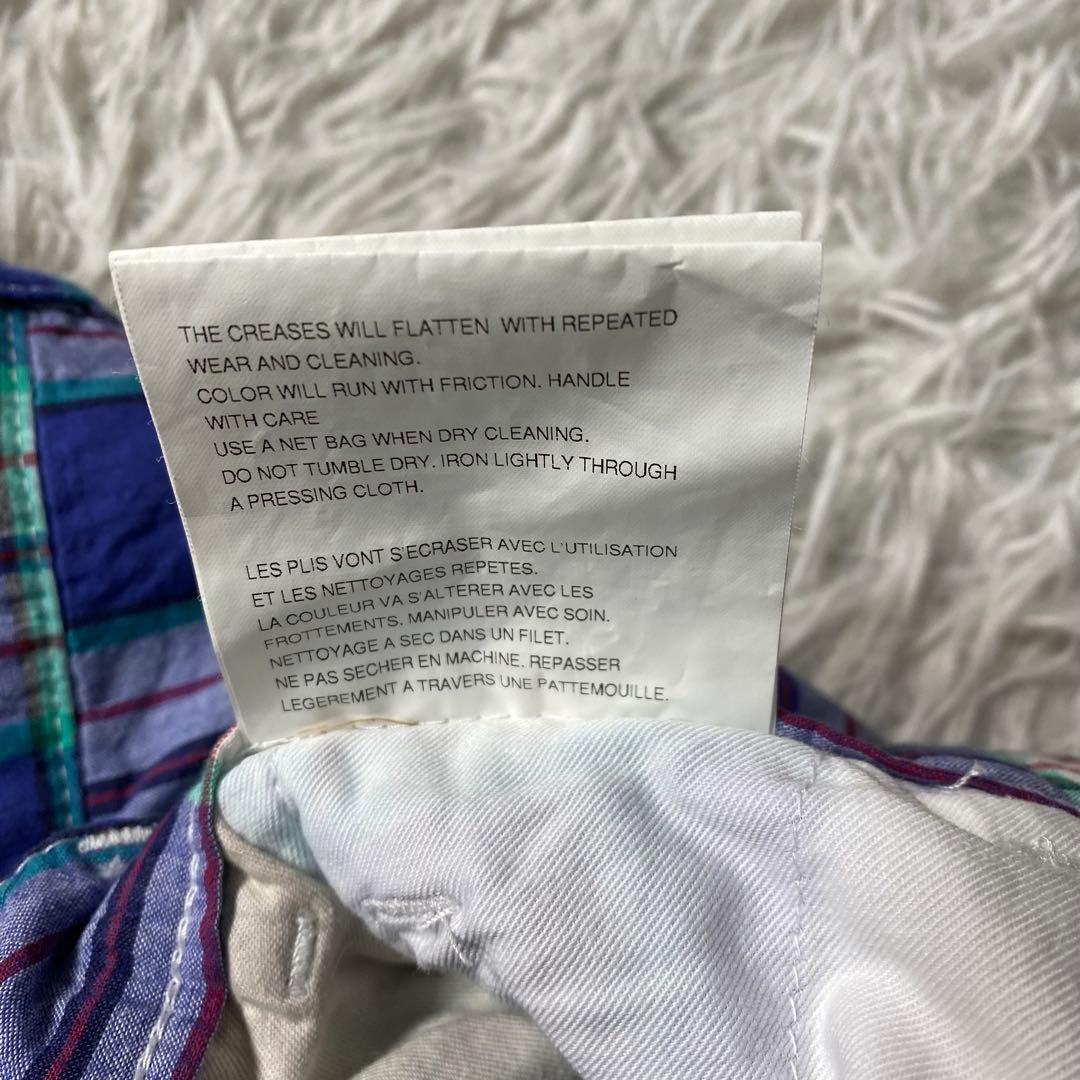 THE CREASES WILL FLATTEN WITH REPEATED
WEAR AND CLEANING.
COLOR WILL RUN WITH FRICTION. HANDLE
WITH CARE
USE A NET BAG WHEN DRY CLEANING.
DO NOT TUMBLE DRY. IRON LIGHTLY THROUGH
A PRESSING CLOTH.
LES PLIS VONT S'ECRASER AVEC L'UTILISATION
ET LES NETTOYAGES REPETES.
LA COULEUR VA S'ALTERER AVEC LES
FROTTEMENTS. MANIPULER AVEC SOIN.
NETTOYAGE A SEC DANS UN FILET.
NE PAS SECHER EN MACHINE. REPASSER
LEGEREMENT A TRAVERS UNE PATTEMOUILLE.